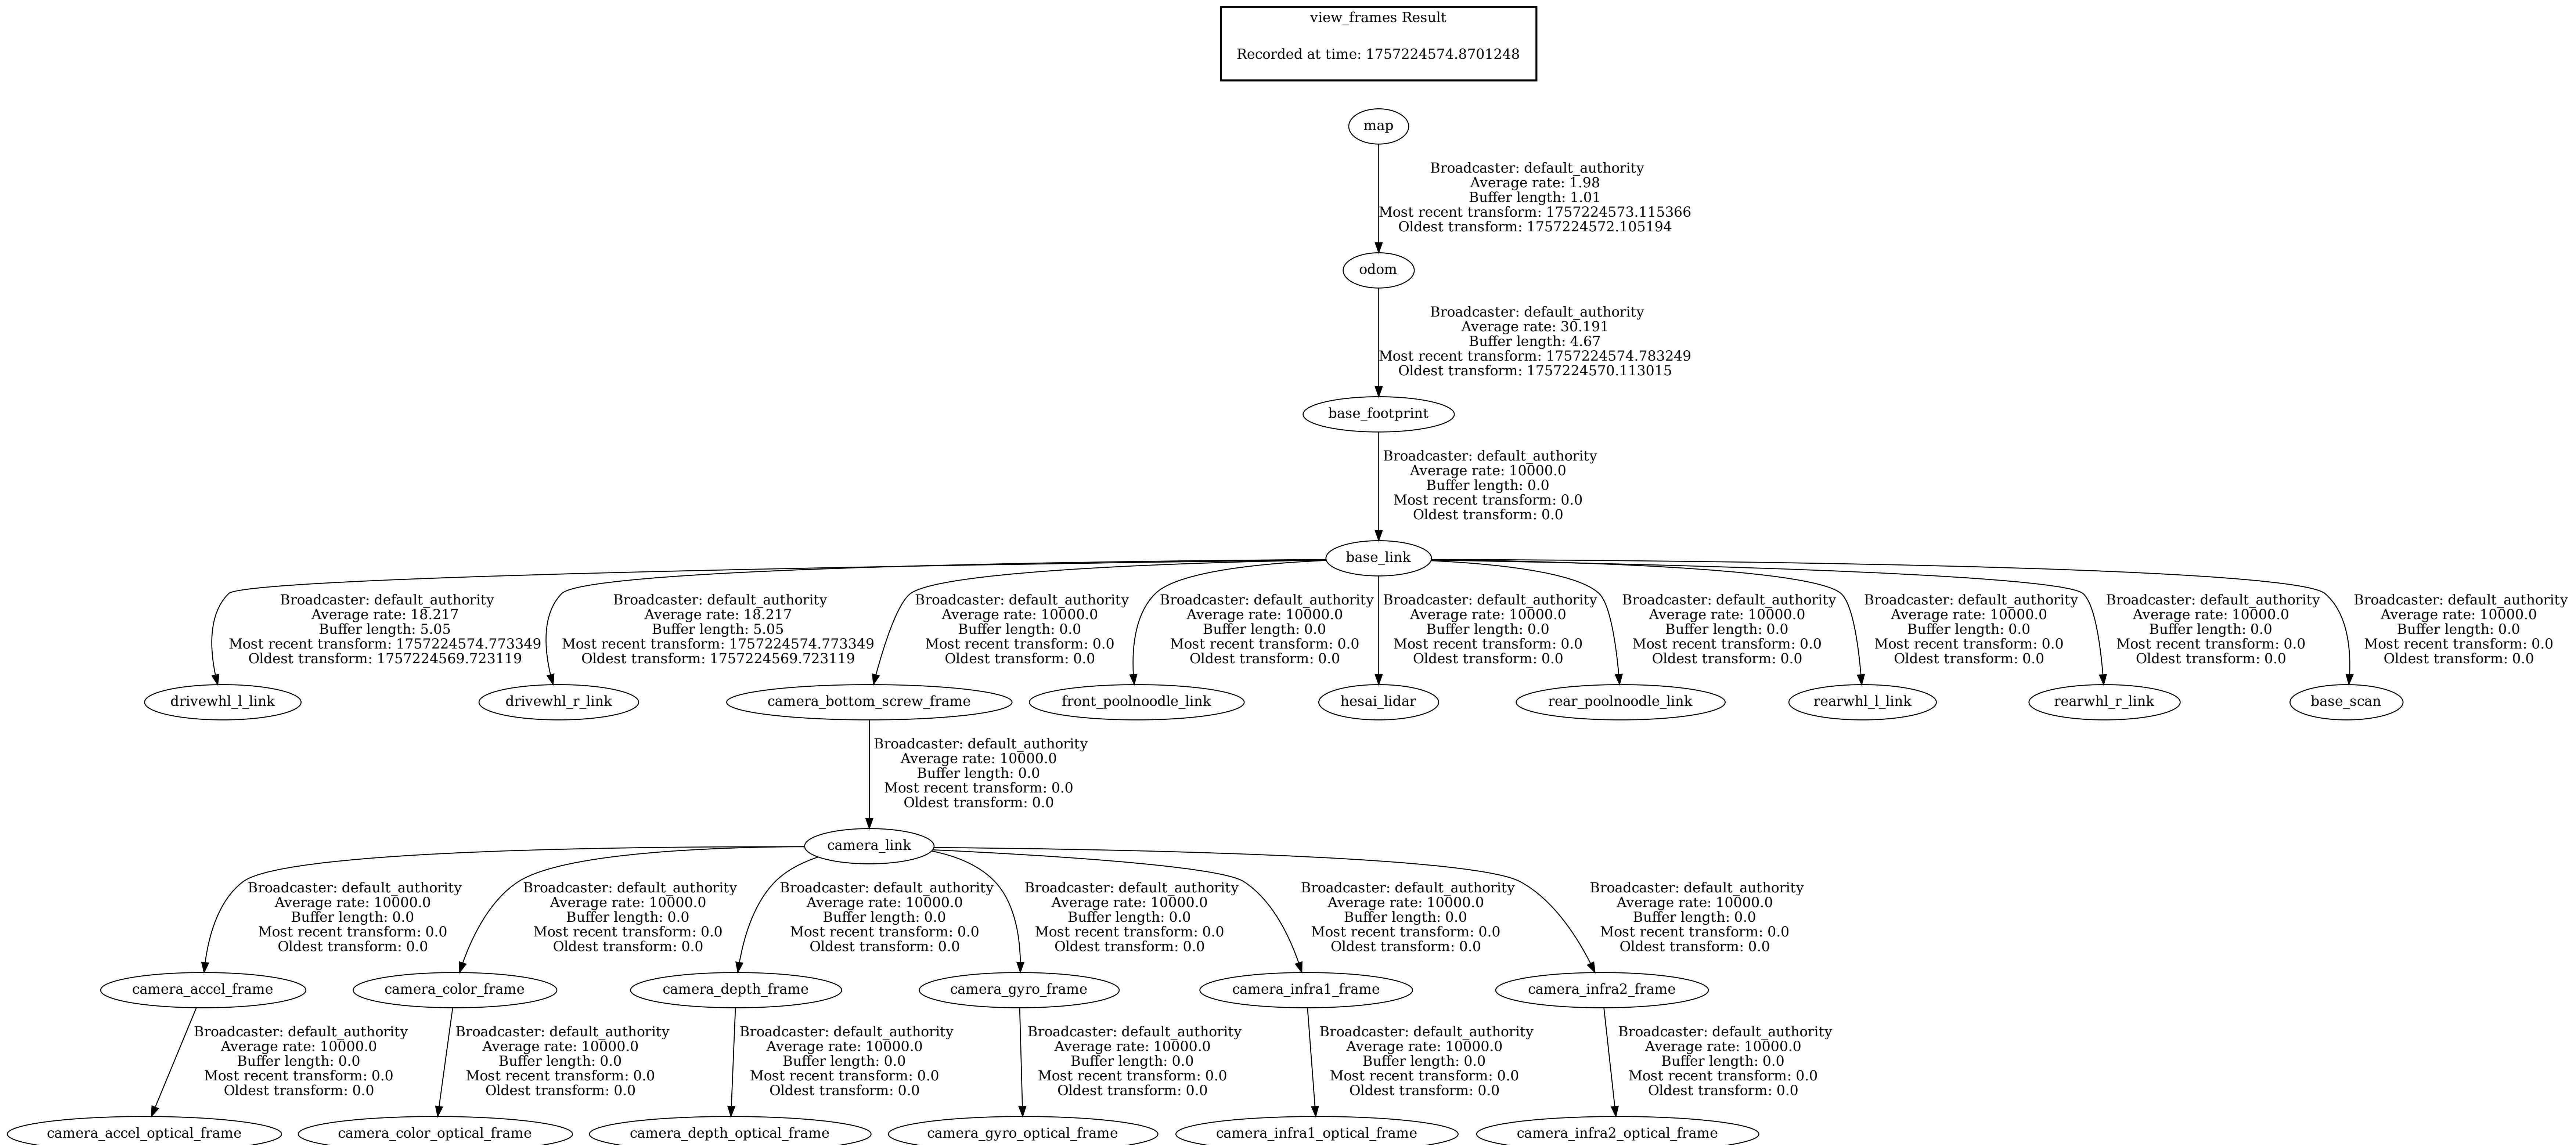 view_frames Result
Recorded at time: 1757224574.8701248
map
Broadcaster: default_authority
Average rate: 1.98
Buffer length: 1.01
Most recent transform: 1757224573.115366
Oldest transform: 1757224572.105194
odom
Broadcaster: default_authority
Average rate: 30.191
Buffer length: 4.67
Most recent transform: 1757224574.783249
Oldest transform: 1757224570.113015
base_footprint
Broadcaster: default_authority
Average rate: 10000.0
Buffer length: 0.0
Most recent transform: 0.0
Oldest transform: 0.0
base_link
Broadcaster: default_authority
Average rate: 18.217
Buffer length: 5.05
Most recent transform: 1757224574.773349
Oldest transform: 1757224569.723119
Broadcaster: default_authority
Average rate: 18.217
Buffer length: 5.05
Most recent transform: 1757224574.773349
Oldest transform: 1757224569.723119
Broadcaster: default_authority
Average rate: 10000.0
Buffer length: 0.0
Most recent transform: 0.0
Oldest transform: 0.0
Broadcaster: default_authority
Average rate: 10000.0
Buffer length: 0.0
Most recent transform: 0.0
Oldest transform: 0.0
Broadcaster: default_authority
Average rate: 10000.0
Buffer length: 0.0
Most recent transform: 0.0
Oldest transform: 0.0
Broadcaster: default_authority
Average rate: 10000.0
Buffer length: 0.0
Most recent transform: 0.0
Oldest transform: 0.0
Broadcaster: default_authority
Average rate: 10000.0
Buffer length: 0.0
Most recent transform: 0.0
Oldest transform: 0.0
Broadcaster: default_authority
Average rate: 10000.0
Buffer length: 0.0
Most recent transform: 0.0
Oldest transform: 0.0
Broadcaster: default_authority
Average rate: 10000.0
Buffer length: 0.0
Most recent transform: 0.0
Oldest transform: 0.0
drivewhl_l_link
drivewhl_r_link
camera_bottom_screw_frame
front_poolnoodle_link
hesai_lidar
rear_poolnoodle_link
rearwhl_l_link
rearwhl_r_link
base_scan
Broadcaster: default_authority
Average rate: 10000.0
Buffer length: 0.0
Most recent transform: 0.0
Oldest transform: 0.0
camera_link
Broadcaster: default_authority
Average rate: 10000.0
Buffer length: 0.0
Most recent transform: 0.0
Oldest transform: 0.0
Broadcaster: default_authority
Average rate: 10000.0
Buffer length: 0.0
Most recent transform: 0.0
Oldest transform: 0.0
Broadcaster: default_authority
Average rate: 10000.0
Buffer length: 0.0
Most recent transform: 0.0
Oldest transform: 0.0
Broadcaster: default_authority
Average rate: 10000.0
Buffer length: 0.0
Most recent transform: 0.0
Oldest transform: 0.0
Broadcaster: default_authority
Average rate: 10000.0
Buffer length: 0.0
Most recent transform: 0.0
Oldest transform: 0.0
Broadcaster: default_authority
Average rate: 10000.0
Buffer length: 0.0
Most recent transform: 0.0
Oldest transform: 0.0
camera_accel_frame
camera_color_frame
camera_depth_frame
camera_gyro_frame
camera_infra1_frame
camera_infra2_frame
Broadcaster: default_authority
Average rate: 10000.0
Buffer length: 0.0
Most recent transform: 0.0
Oldest transform: 0.0
Broadcaster: default_authority
Average rate: 10000.0
Buffer length: 0.0
Most recent transform: 0.0
Oldest transform: 0.0
Broadcaster: default_authority
Average rate: 10000.0
Buffer length: 0.0
Most recent transform: 0.0
Oldest transform: 0.0
Broadcaster: default_authority
Average rate: 10000.0
Buffer length: 0.0
Most recent transform: 0.0
Oldest transform: 0.0
Broadcaster: default_authority
Average rate: 10000.0
Buffer length: 0.0
Most recent transform: 0.0
Oldest transform: 0.0
Broadcaster: default_authority
Average rate: 10000.0
Buffer length: 0.0
Most recent transform: 0.0
Oldest transform: 0.0
camera_accel_optical_frame
camera_color_optical_frame
camera_depth_optical_frame
camera_gyro_optical_frame
camera_infra1_optical_frame
camera_infra2_optical_frame